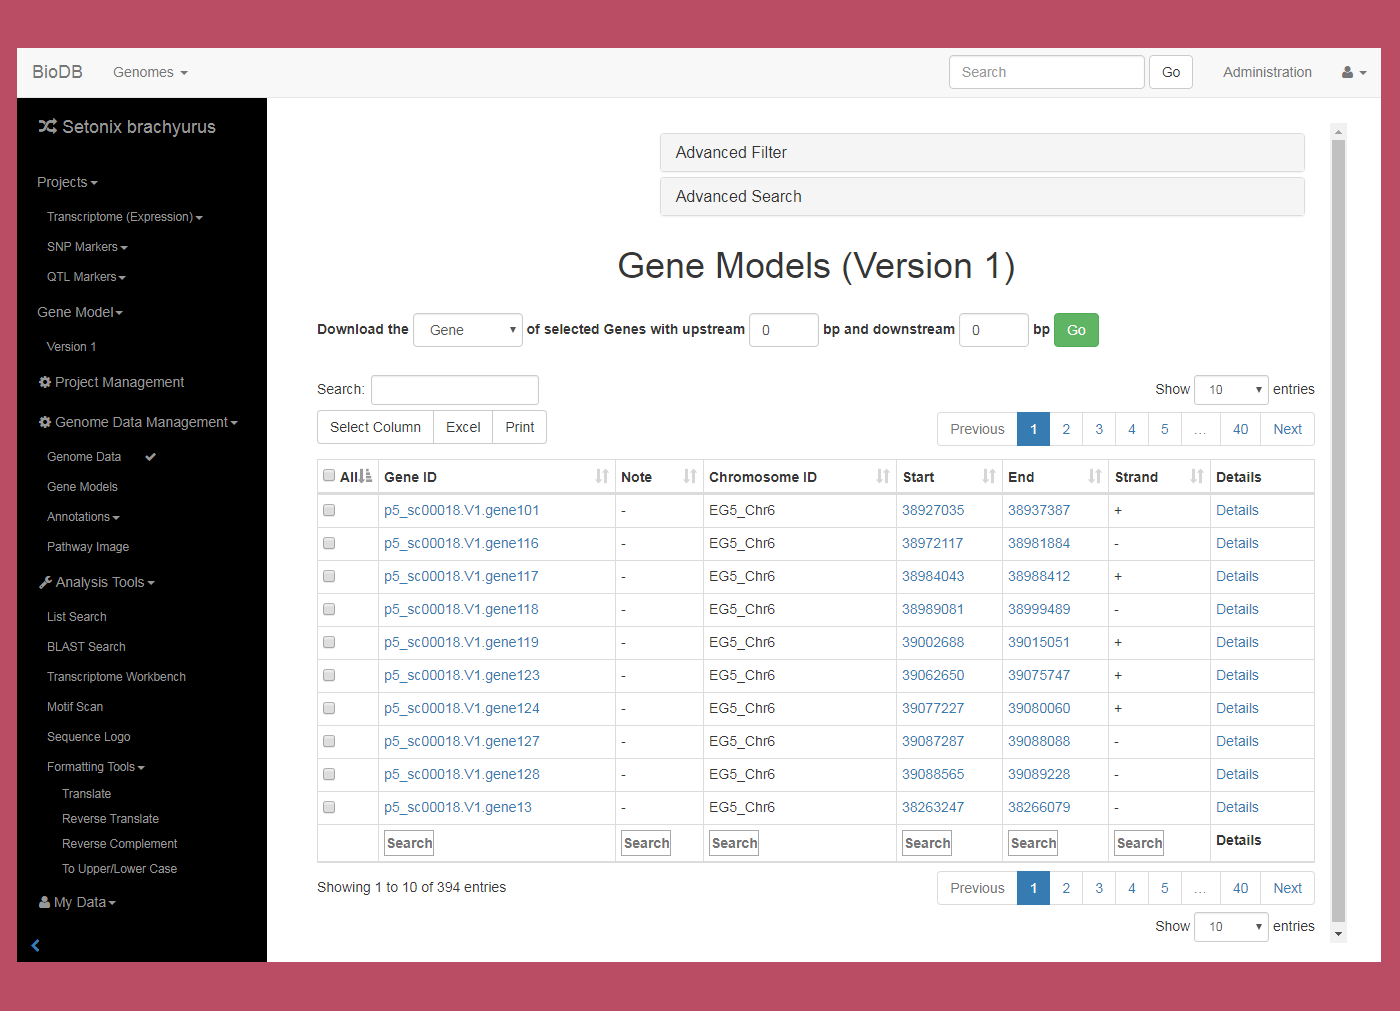 BioDB Genomes Search Go Administration
Setonix brachyurus
Projects
Transcriptome (Expression)
SNP Markers
QTL Markers
Gene Model
Version 1
Project Management
Genome Data Management
Genome Data
Gene Models
Annotations
Pathway Image
Analysis Tools
List Search
BLAST Search
Transcriptome Workbench
Motif Scan
Sequence Logo
Formatting Tools
Translate
Reverse Translate
Reverse Complement
To Upper/Lower Case
My Data
Advanced Filter
Advanced Search
Gene Models (Version 1)
Download the Gene of selected Genes with upstream 0 bp and downstream 0 bp Go
Search: Show 10 entries
Select Column Excel Print Previous 1 2 3 4 5 ... 40 Next
All Gene ID Note Chromosome ID Start End Strand Details
p5_sc00018.V1.gene101 - EG5_Chr6 38927035 38937387 + Details
p5_sc00018.V1.gene116 - EG5_Chr6 38972117 38981884 - Details
p5_sc00018.V1.gene117 - EG5_Chr6 38984043 38988412 + Details
p5_sc00018.V1.gene118 - EG5_Chr6 38989081 38999489 - Details
p5_sc00018.V1.gene119 - EG5_Chr6 39002688 39015051 + Details
p5_sc00018.V1.gene123 - EG5_Chr6 39062650 39075747 + Details
p5_sc00018.V1.gene124 - EG5_Chr6 39077227 39080060 + Details
p5_sc00018.V1.gene127 - EG5_Chr6 39087287 39088088 - Details
p5_sc00018.V1.gene128 - EG5_Chr6 39088565 39089228 - Details
p5_sc00018.V1.gene13 - EG5_Chr6 38263247 38266079 - Details
Search Search Search Search Search Search Details
Showing 1 to 10 of 394 entries Previous 1 2 3 4 5 ... 40 Next
Show 10 entries